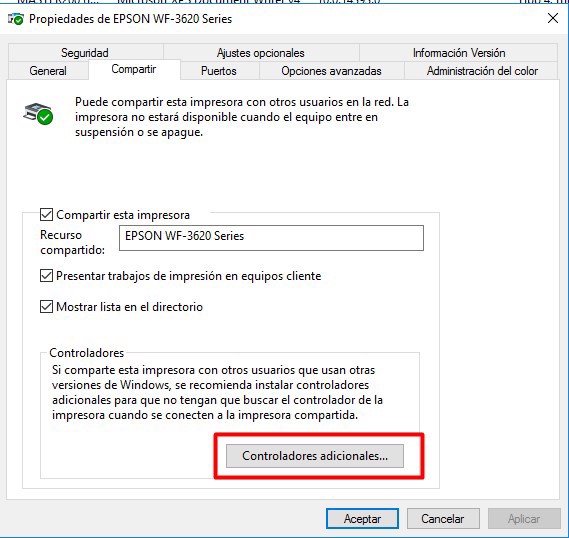 Propiedades de EPSON WF-3620 Series
Seguridad Ajustes opcionales Información Versión
General Compartir Puertos Opciones avanzadas Administración del color
Puede compartir esta impresora con otros usuarios en la red. La
impresora no estará disponible cuando el equipo entre en
suspensión o se apague.
Compartir esta impresora
Recurso
compartido:
EPSON WF-3620 Series
Presentar trabajos de impresión en equipos cliente
Mostrar lista en el directorio
Controladores
Si comparte esta impresora con otros usuarios que usan otras
versiones de Windows, se recomienda instalar controladores
adicionales para que no tengan que buscar el controlador de la
impresora cuando se conecten a la impresora compartida.
Controladores adicionales...
Aceptar Cancelar Aplicar